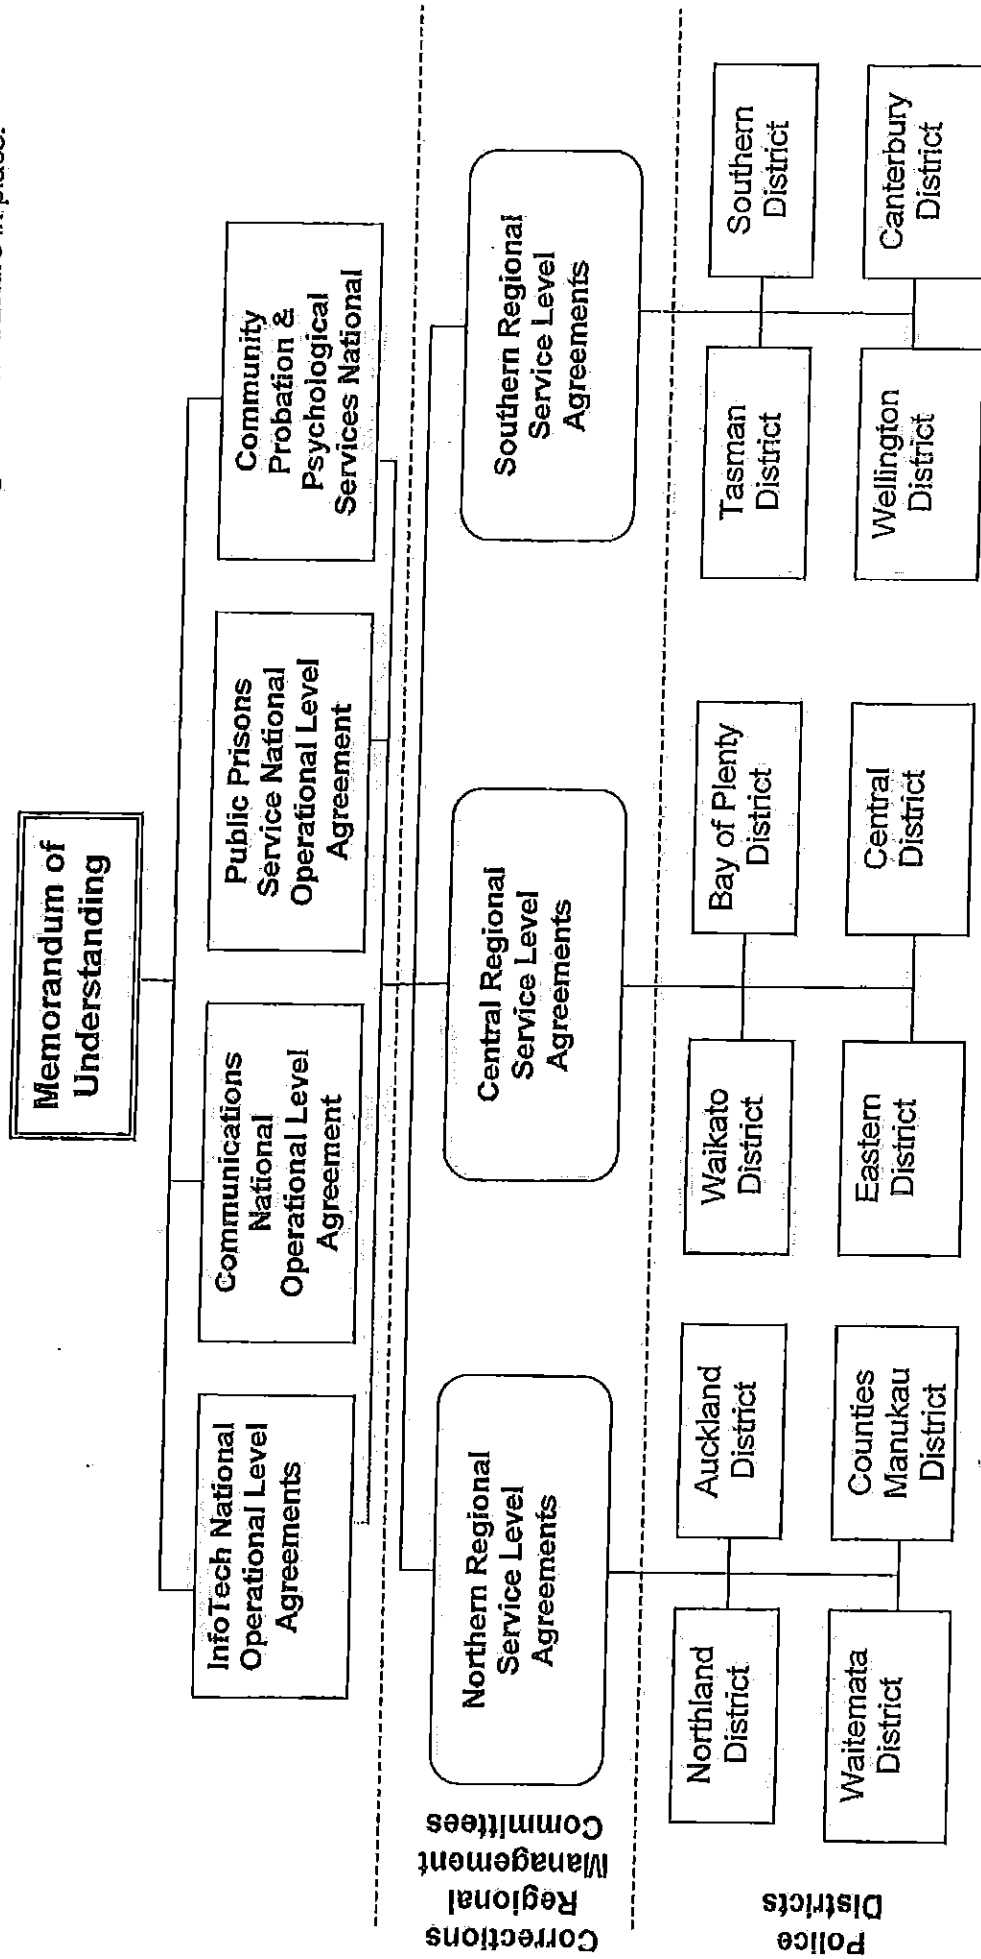 in place.
Memorandum of
Understanding
InfoTech National
Operational Level
Agreements
Communications
National
Operational Level
Agreement
Public Prisons
Service National
Operational Level
Agreement
Community
Probation &
Psychological
Services National
Corrections
Regional
Management
Committees
Northern Regional
Service Level
Agreements
Central Regional
Service Level
Agreements
Southern Regional
Service Level
Agreements
Police
Districts
Northland
District
Auckland
District
Waikato
District
Bay of Plenty
District
Tasman
District
Southern
District
Waitemata
District
Counties
Manukau
District
Eastern
District
Central
District
Wellington
District
Canterbury
District